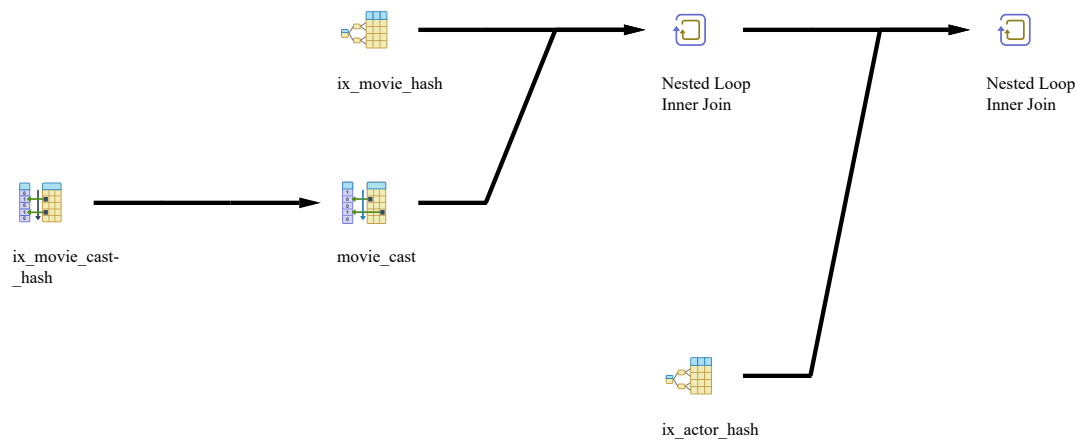 ix_movie_hash
Nested Loop
Inner Join
Nested Loop
Inner Join
ix_movie_cast-
_hash
movie_cast
ix_actor_hash